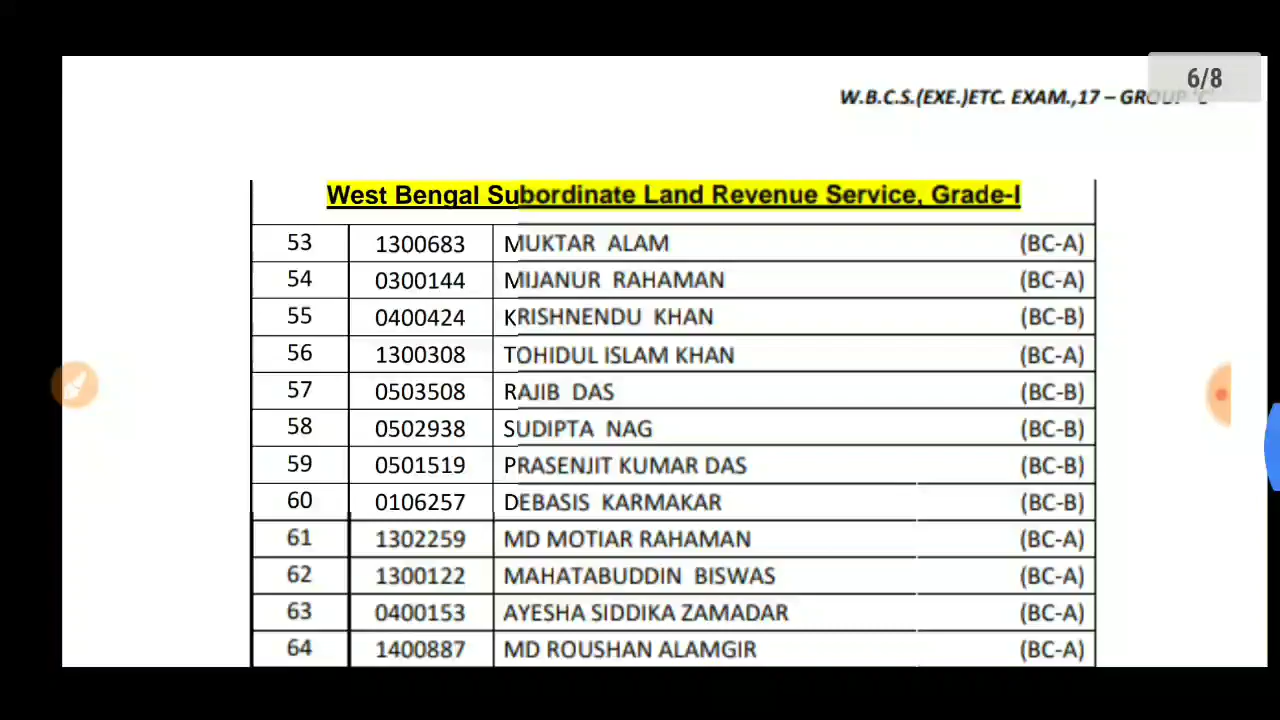 6/8
W.B.C.S.(EXE.)ETC. EXAM.,17 – GROUP 'C'
West Bengal Subordinate Land Revenue Service, Grade-I
53 1300683 MUKTAR ALAM (BC-A)
54 0300144 MIJANUR RAHAMAN (BC-A)
55 0400424 KRISHNENDU KHAN (BC-B)
56 1300308 TOHIDUL ISLAM KHAN (BC-A)
57 0503508 RAJIB DAS (BC-B)
58 0502938 SUDIPTA NAG (BC-B)
59 0501519 PRASENJIT KUMAR DAS (BC-B)
60 0106257 DEBASIS KARMAKAR (BC-B)
61 1302259 MD MOTIAR RAHAMAN (BC-A)
62 1300122 MAHATABUDDIN BISWAS (BC-A)
63 0400153 AYESHA SIDDIKA ZAMADAR (BC-A)
64 1400887 MD ROUSHAN ALAMGIR (BC-A)